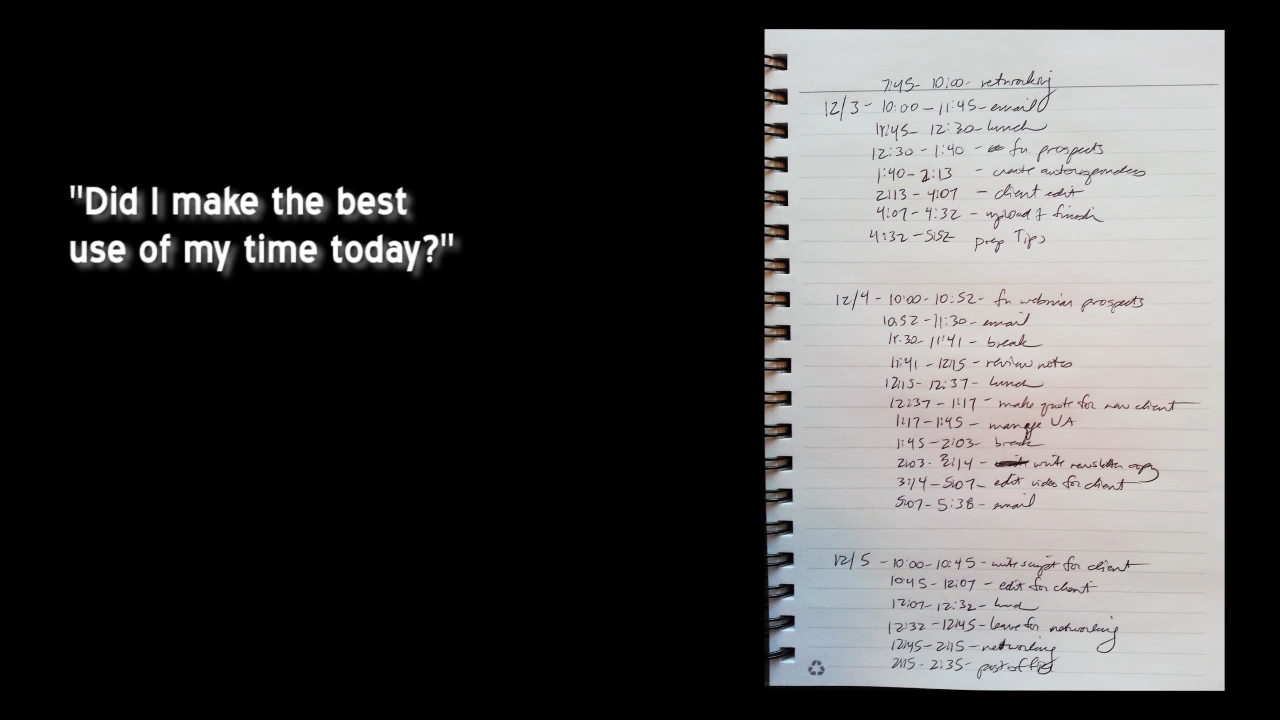 "Did I make the best
use of my time today?"
7:45- 10:00- networking
12/3- 10:00-11:45-email
11:45- 12:30-lunch
12:30-1:40 - fu prospects
1:40-2:13 - create autoresponders
2:13-4:07 - client edit
4:07-4:32 - upload & finish
4:32-5:52 prep Tips
12/4-10:00-10:52- fu webinar prospects
10:52-11:30-email
11:30-11:41 - break
11:41 -12:15-review notes
12:15- 12:37- lunch
12:37-1:17 - make quote for new client
1:17-1:45 - manage VA
1:45-2:03- break
2:03- 3:14 - write newsletter copy
3:14-5:07- edit video for client
5:07-5:38-email
12/5 -10:00-10:45-write script for client
10:45-12:07 - edit for client
12:07-12:32- lunch
12:32-12:45-leave for networking
12:45-2:15-networking
2:15-2:35- post office